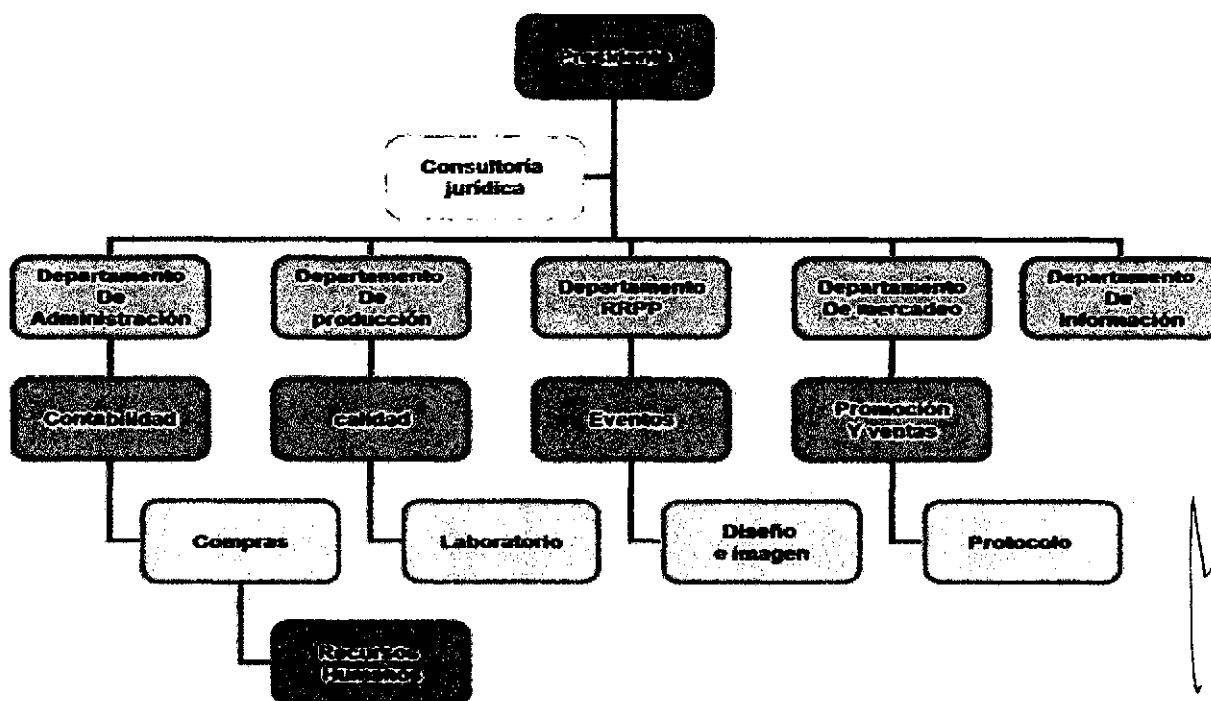 Presidente
Consultoría
jurídica
Departamento
De
Administración
Departamento
De
producción
Departamento
RRPP
Departamento
De mercadeo
Departamento
De
información
Contabilidad
calidad
Eventos
Promoción
Y ventas
Compras
Laboratorio
Diseño
e imagen
Protocolo
Recursos
Humanos